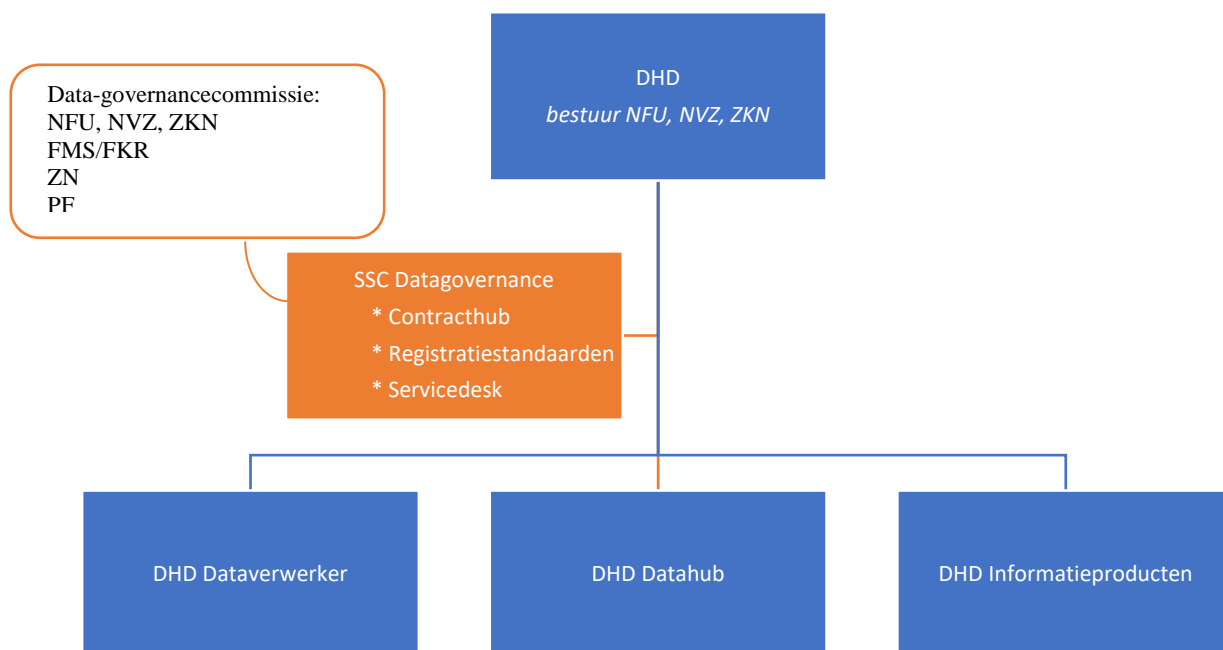 DHD
bestuur NFU, NVZ, ZKN
Data-governancecommissie:
NFU, NVZ, ZKN
FMS/FKR
ZN
PF
SSC Datagovernance
* Contracthub
* Registratiestandaarden
* Servicedesk
DHD Dataverwerker
DHD Datahub
DHD Informatieproducten